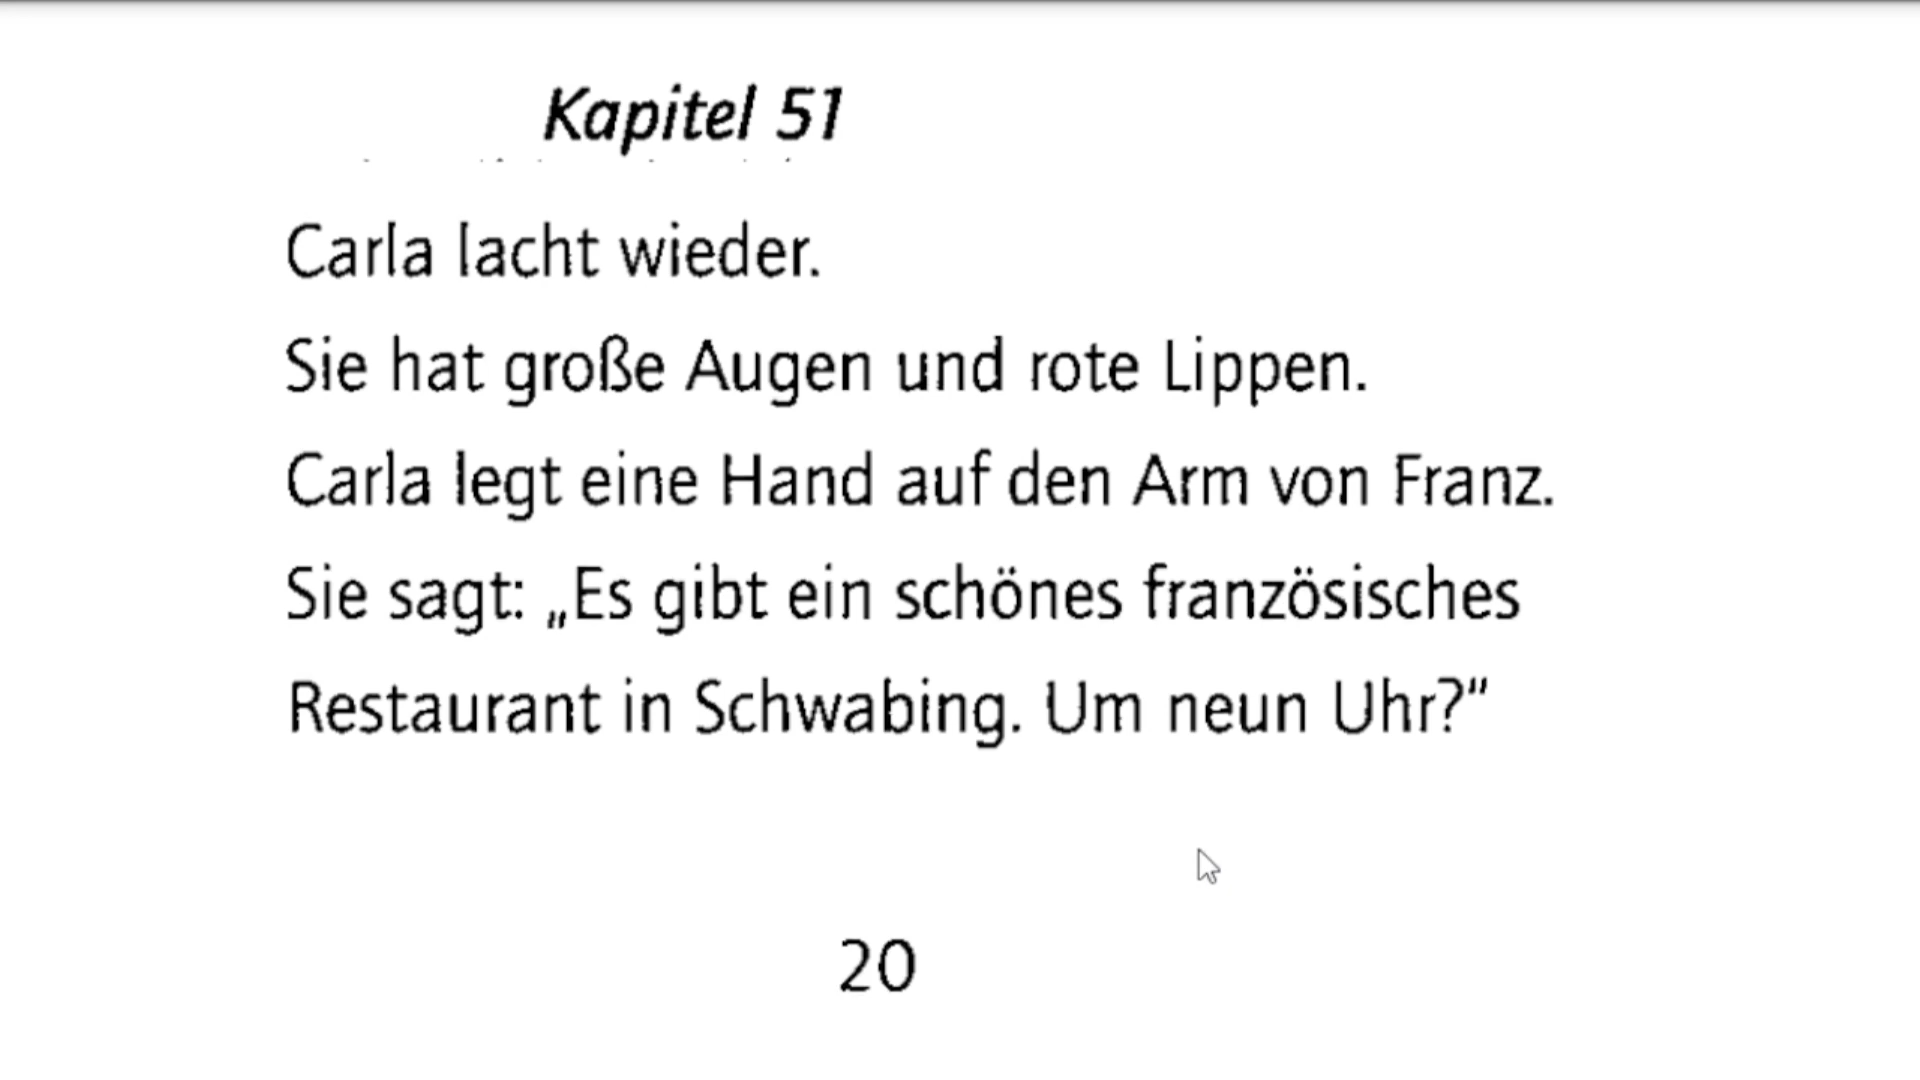 Kapitel 51
Carla lacht wieder.
Sie hat große Augen und rote Lippen.
Carla legt eine Hand auf den Arm von Franz.
Sie sagt: „Es gibt ein schönes französisches
Restaurant in Schwabing. Um neun Uhr?“
20